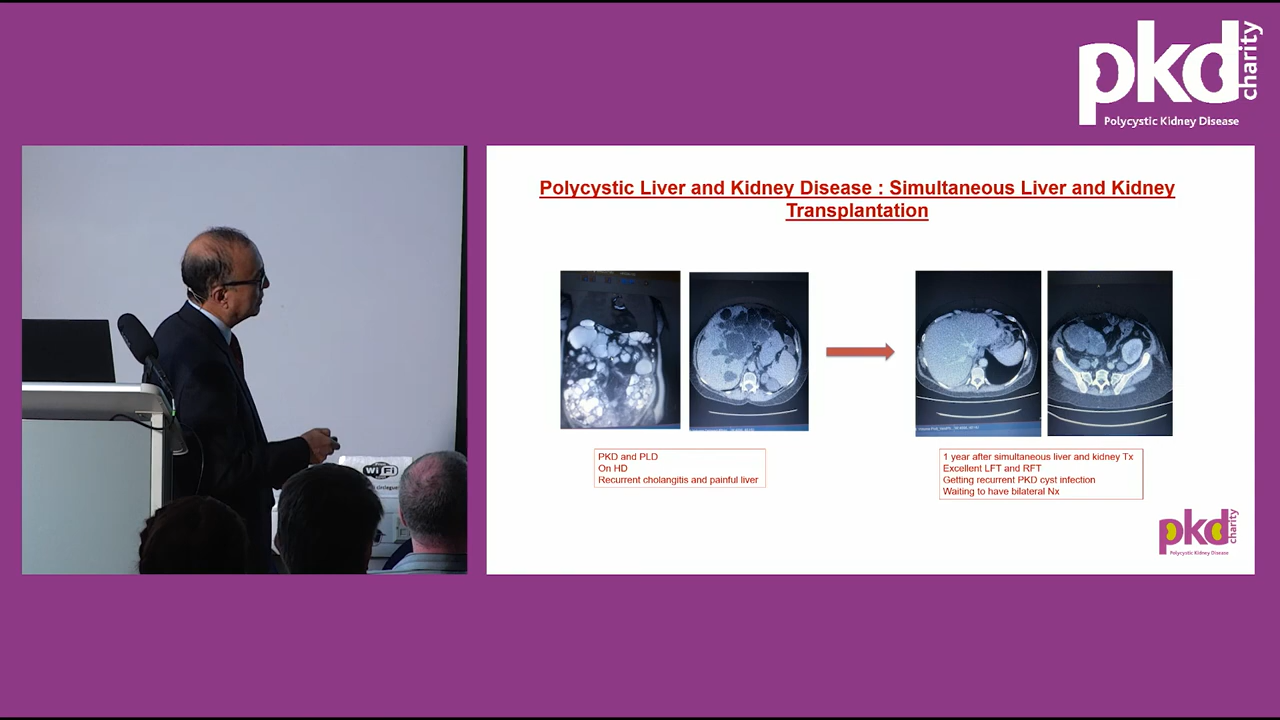 pkd charity
Polycystic Kidney Disease
Polycystic Liver and Kidney Disease : Simultaneous Liver and Kidney
Transplantation
PKD and PLD
On HD
Recurrent cholangitis and painful liver
1 year after simultaneous liver and kidney Tx
Excellent LFT and RFT
Getting recurrent PKD cyst infection
Waiting to have bilateral Nx
WiFi
pkd charity
Polycystic Kidney Disease